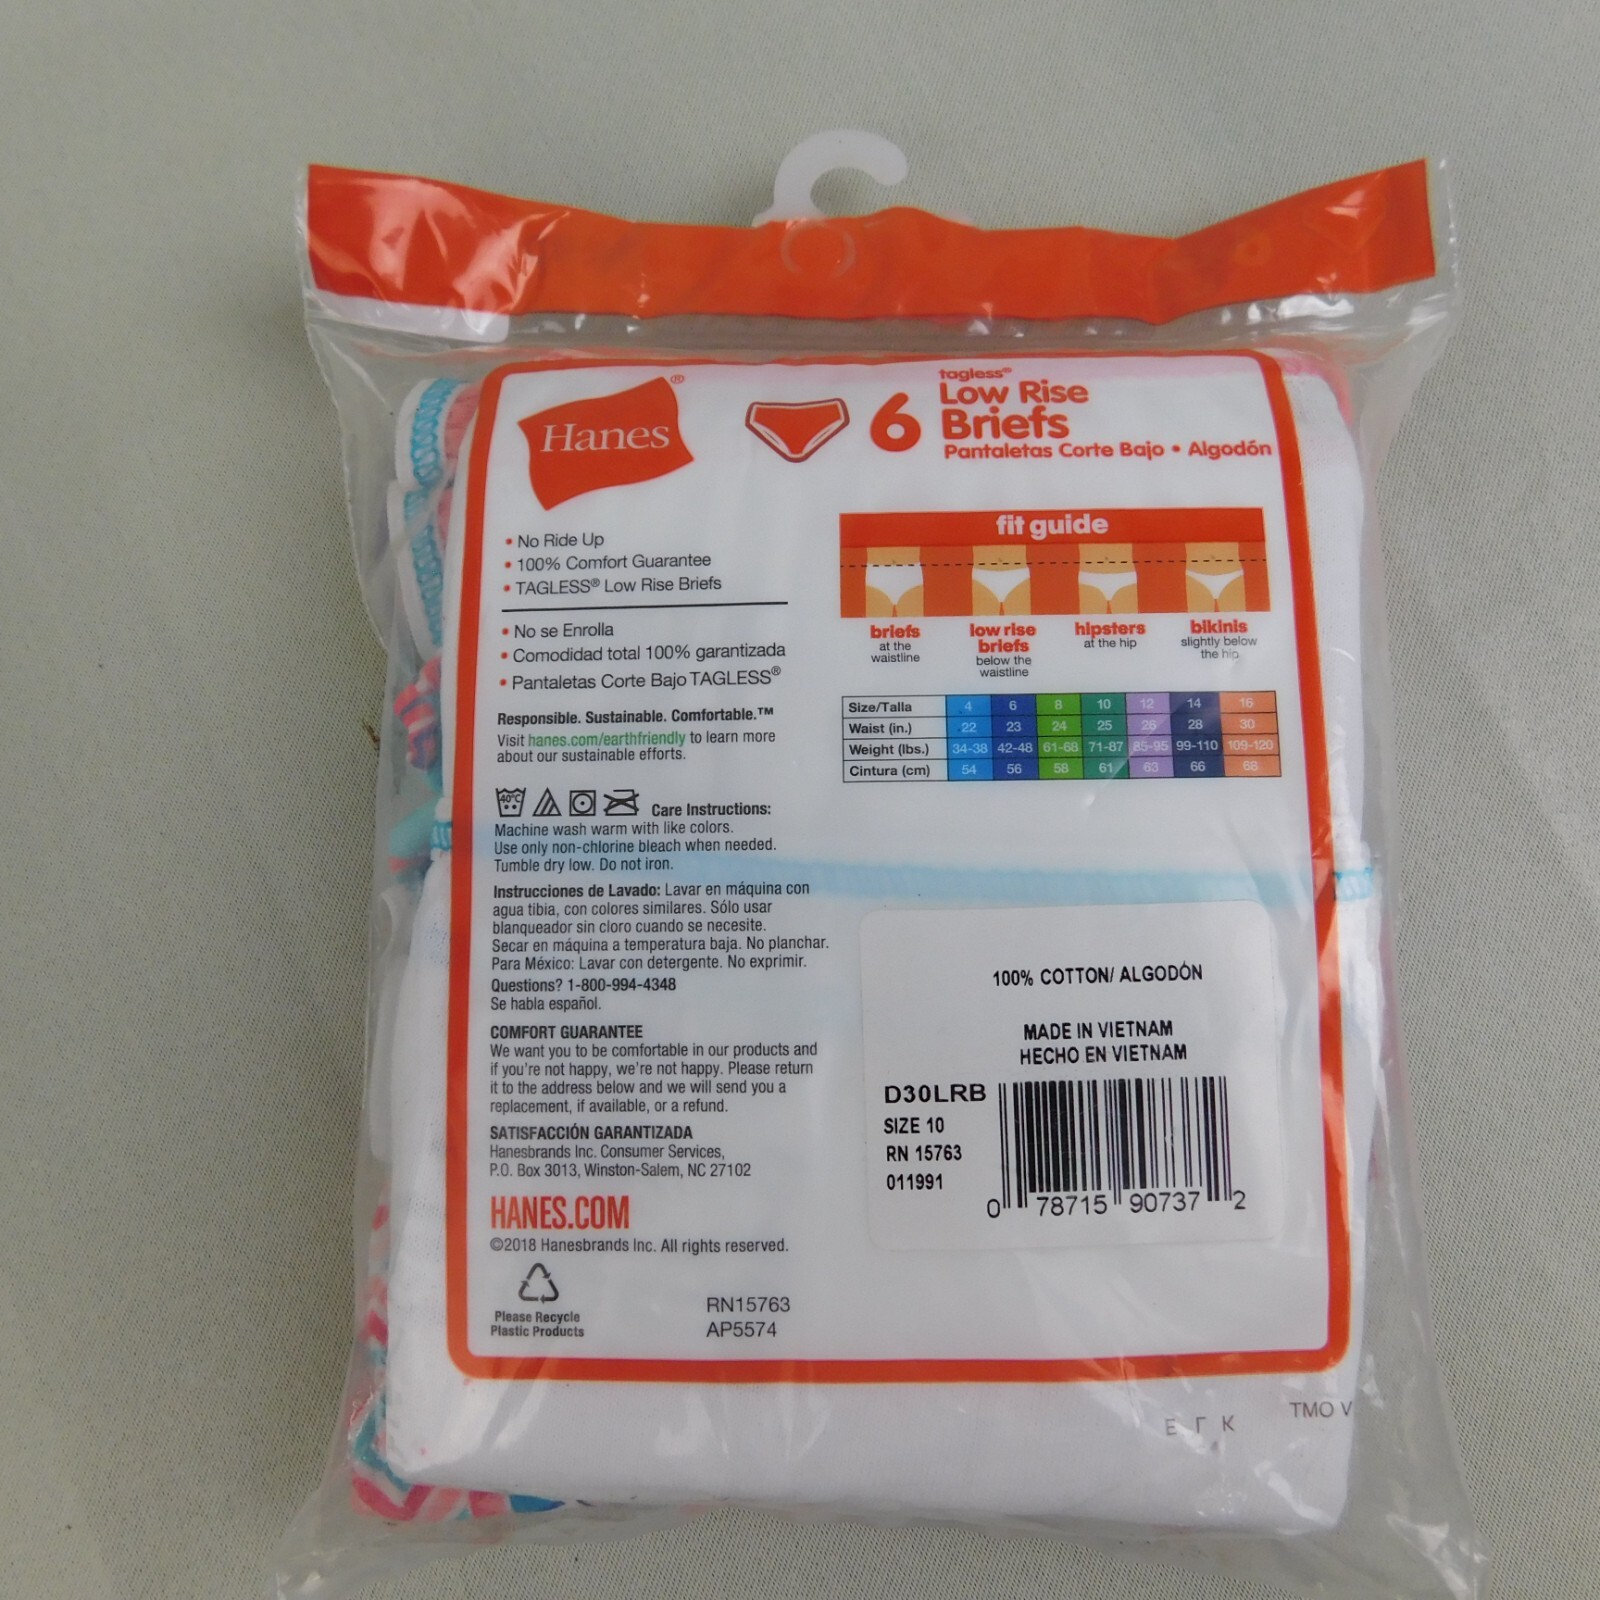 Hanes®
6
tagless®
Low Rise
Briefs
Pantaletas Corte Bajo • Algodón
• No Ride Up
• 100% Comfort Guarantee
• TAGLESS® Low Rise Briefs
• No se Enrolla
• Comodidad total 100% garantizada
• Pantaletas Corte Bajo TAGLESS®
Responsible. Sustainable. Comfortable.™
Visit hanes.com/earthfriendly to learn more
about our sustainable efforts.
40°C
Care Instructions:
Machine wash warm with like colors.
Use only non-chlorine bleach when needed.
Tumble dry low. Do not iron.
Instrucciones de Lavado: Lavar en máquina con
agua tibia, con colores similares. Sólo usar
blanqueador sin cloro cuando se necesite.
Secar en máquina a temperatura baja. No planchar.
Para México: Lavar con detergente. No exprimir.
Questions? 1-800-994-4348
Se habla español.
COMFORT GUARANTEE
We want you to be comfortable in our products and
if you're not happy, we're not happy. Please return
it to the address below and we will send you a
replacement, if available, or a refund.
SATISFACCIÓN GARANTIZADA
Hanesbrands Inc. Consumer Services,
P.O. Box 3013, Winston-Salem, NC 27102
HANES.COM
©2018 Hanesbrands Inc. All rights reserved.
Please Recycle
Plastic Products
RN15763
AP5574
fit guide
briefs
at the
waistline
low rise
briefs
below the
waistline
hipsters
at the hip
bikinis
slightly below
the hip
Size/Talla 4 6 8 10 12 14 16
Waist (in.) 22 23 24 25 26 28 30
Weight (lbs.) 34-38 42-48 61-68 71-87 85-95 99-110 109-120
Cintura (cm) 54 56 58 61 63 66 68
100% COTTON/ ALGODÓN
MADE IN VIETNAM
HECHO EN VIETNAM
D30LRB
SIZE 10
RN 15763
011991
0 78715 90737 2
TMO V